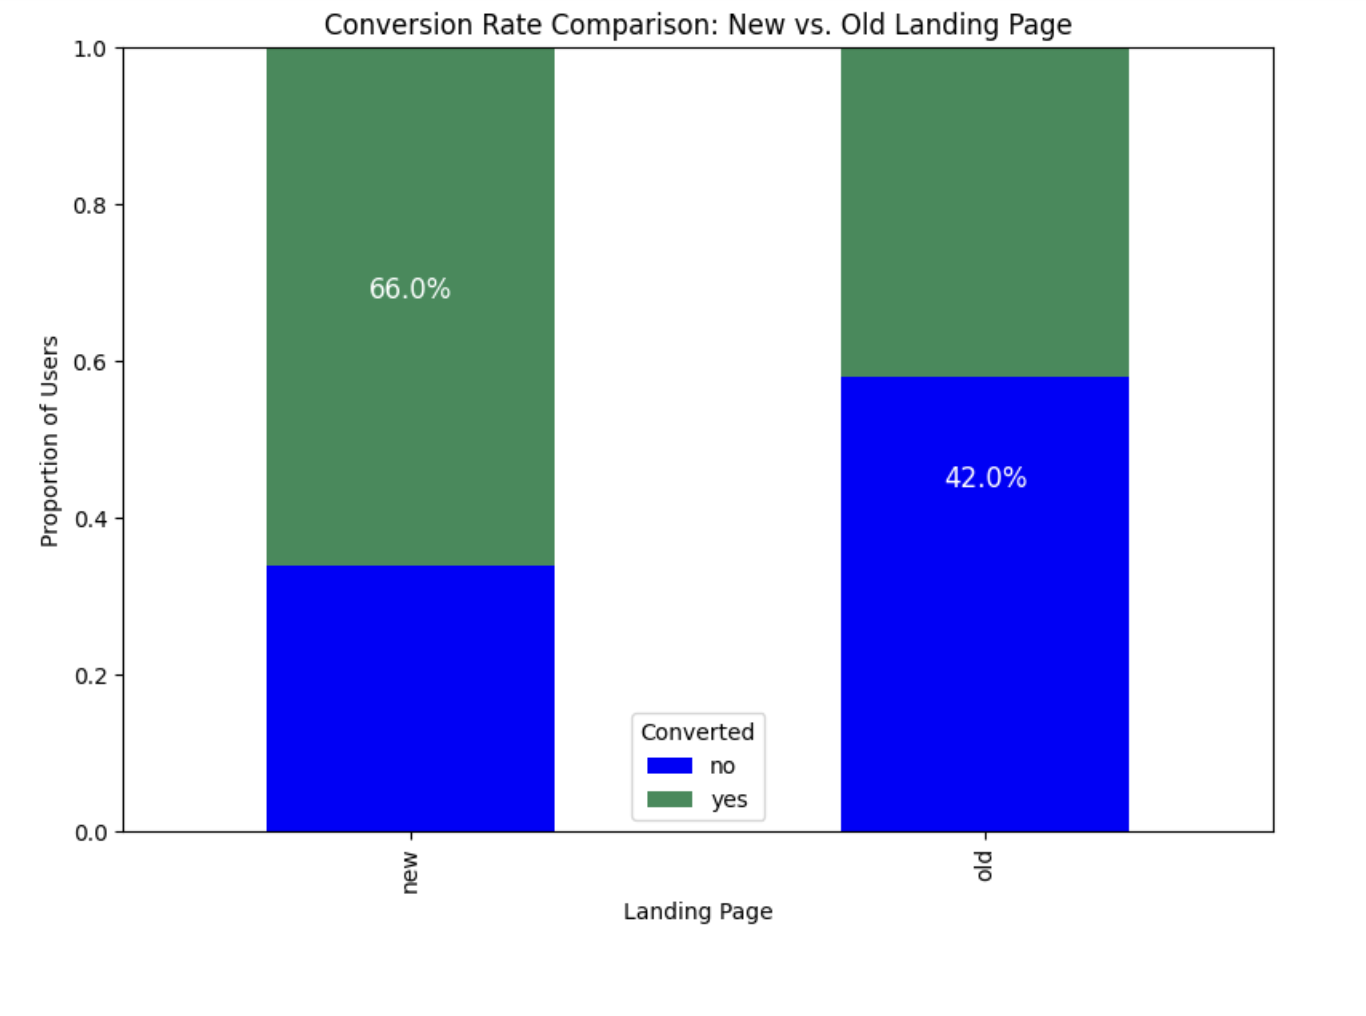 Conversion Rate Comparison: New vs. Old Landing Page
1.0
0.8
0.6
0.4
0.2
0.0
Proportion of Users
66.0%
42.0%
Converted
no
yes
new
old
Landing Page